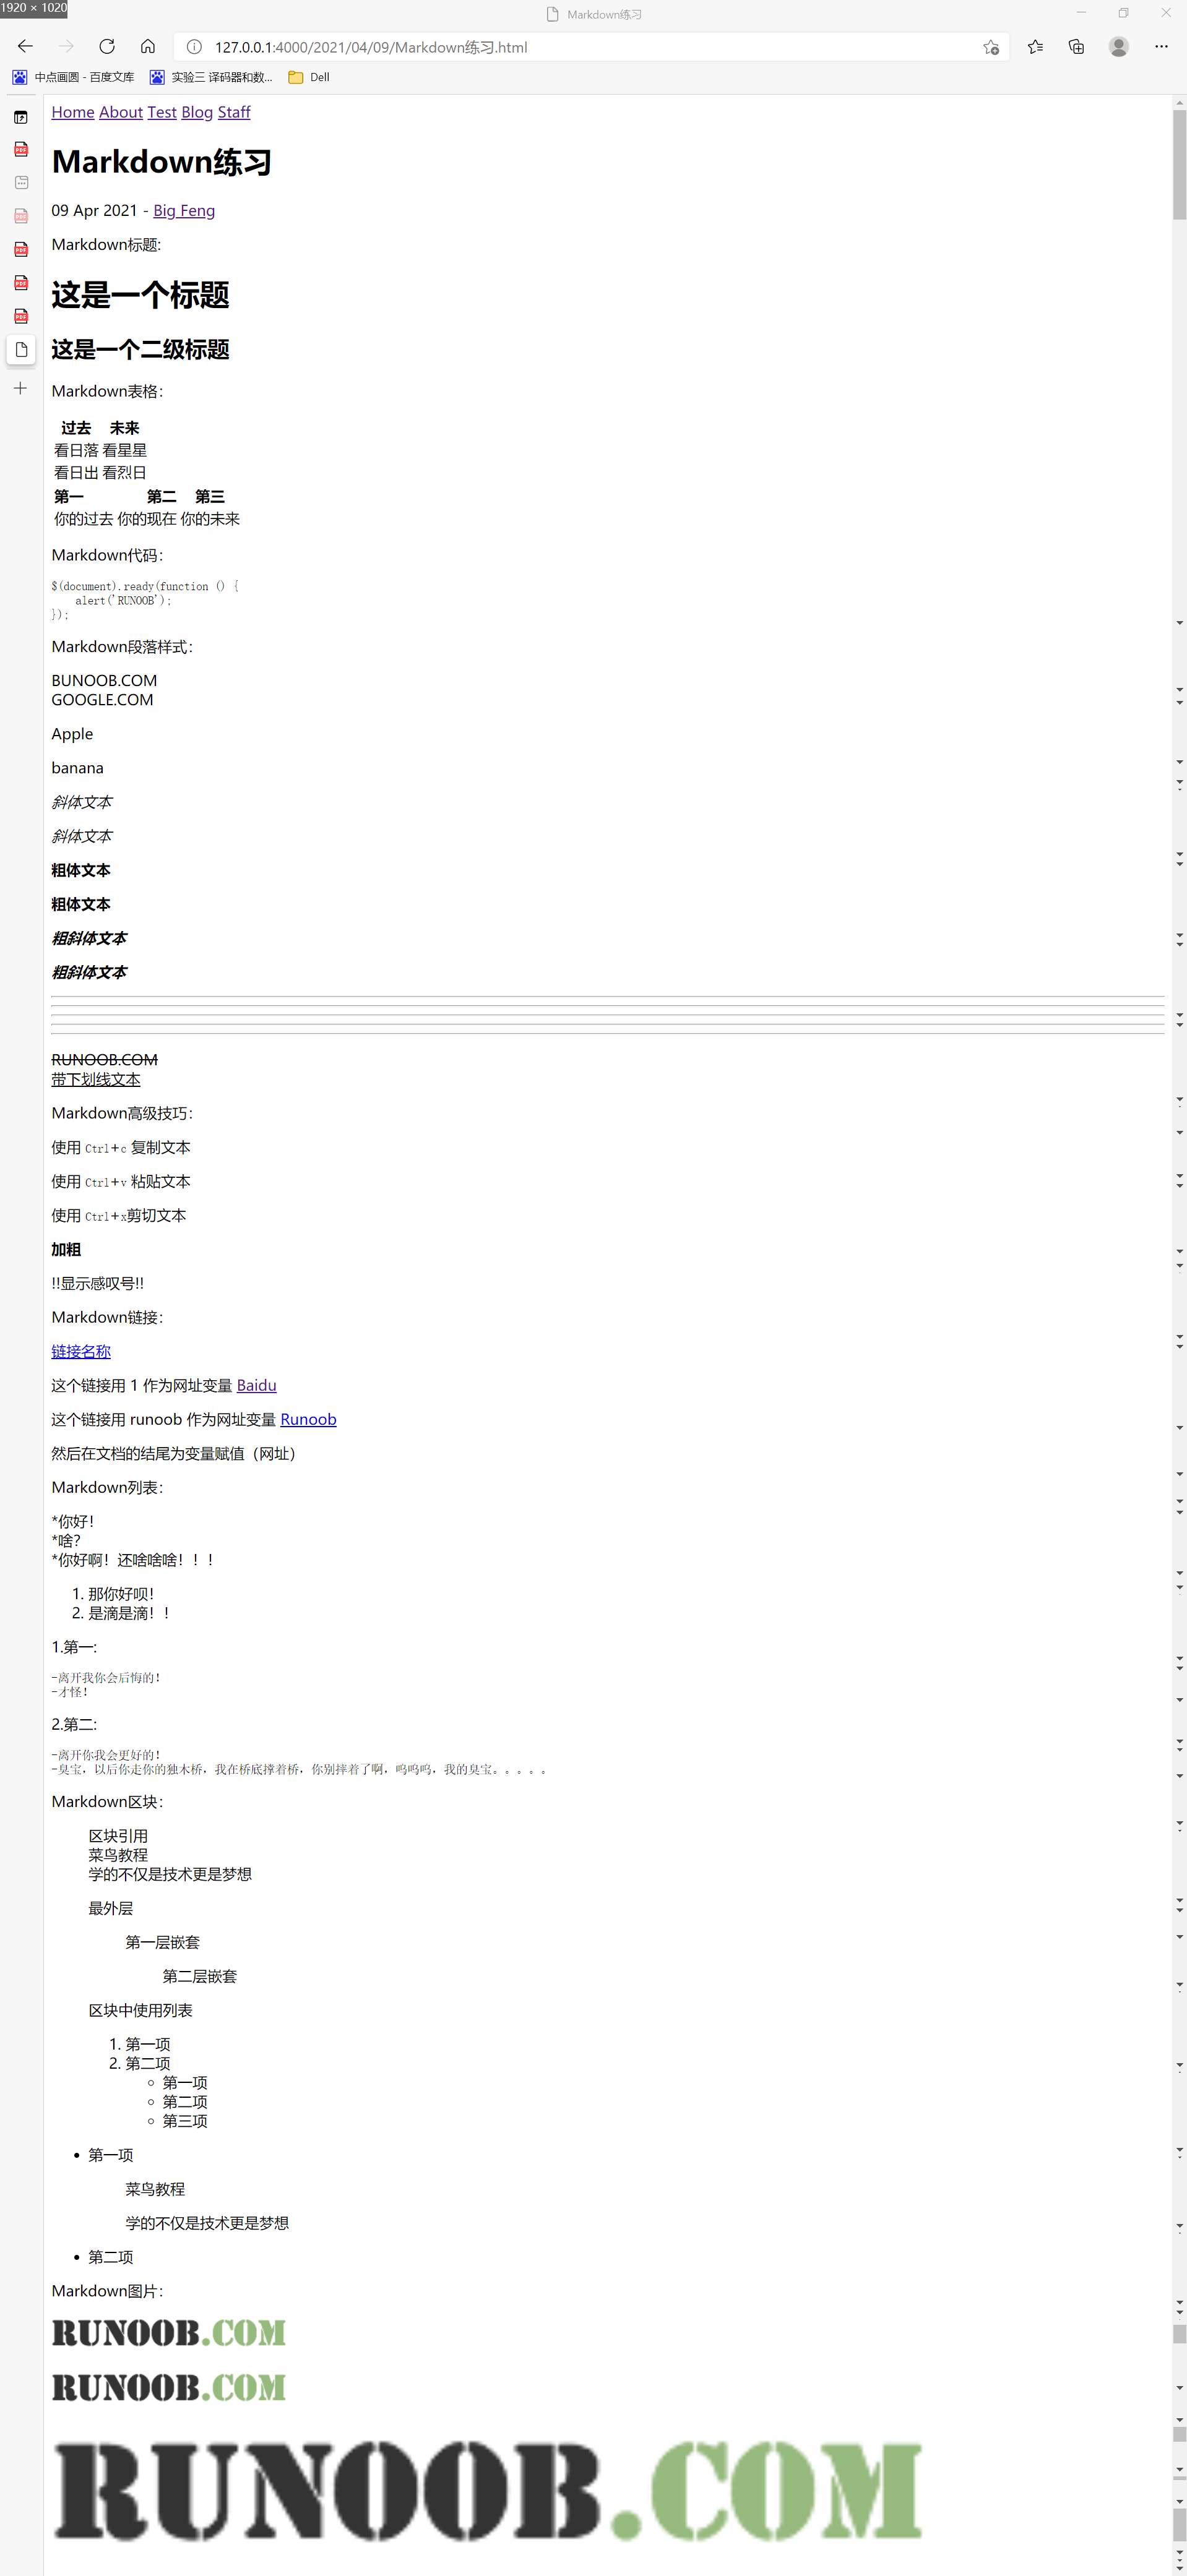 1920 × 1020
Markdown练习
127.0.0.1:4000/2021/04/09/Markdown练习.html
中点画圆 - 百度文库 实验三 译码器和数... Dell
Home About Test Blog Staff
Markdown练习
09 Apr 2021 - Big Feng
Markdown标题:
这是一个标题
这是一个二级标题
Markdown表格：
过去 未来
看日落 看星星
看日出 看烈日
第一 第二 第三
你的过去 你的现在 你的未来
Markdown代码：
$(document).ready(function () {
alert('RUNOOB');
});
Markdown段落样式：
BUNOOB.COM
GOOGLE.COM
Apple
banana
斜体文本
斜体文本
粗体文本
粗体文本
粗斜体文本
粗斜体文本
RUNOOB.COM
带下划线文本
Markdown高级技巧：
使用 Ctrl+c 复制文本
使用 Ctrl+v 粘贴文本
使用 Ctrl+x剪切文本
加粗
!!显示感叹号!!
Markdown链接：
链接名称
这个链接用 1 作为网址变量 Baidu
这个链接用 runoob 作为网址变量 Runoob
然后在文档的结尾为变量赋值（网址）
Markdown列表：
*你好！
*啥？
*你好啊！还啥啥啥！！！
1. 那你好呗！
2. 是滴是滴！！
1.第一:
-离开我你会后悔的！
-才怪！
2.第二:
-离开你我会更好的！
-臭宝，以后你走你的独木桥，我在桥底撑着桥，你别摔着了啊，呜呜呜，我的臭宝。。。。。
Markdown区块：
区块引用
菜鸟教程
学的不仅是技术更是梦想
最外层
第一层嵌套
第二层嵌套
区块中使用列表
1. 第一项
2. 第二项
◦ 第一项
◦ 第二项
◦ 第三项
• 第一项
菜鸟教程
学的不仅是技术更是梦想
• 第二项
Markdown图片：
RUNOOB.COM
RUNOOB.COM
RUNOOB.COM